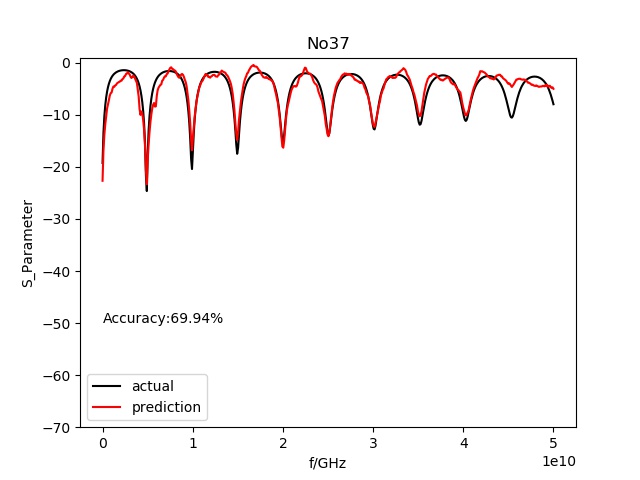 No37
0
−10
−20
−30
−40
−50
−60
−70
S_Parameter
Accuracy:69.94%
actual
prediction
0 1 2 3 4 5
1e10
f/GHz